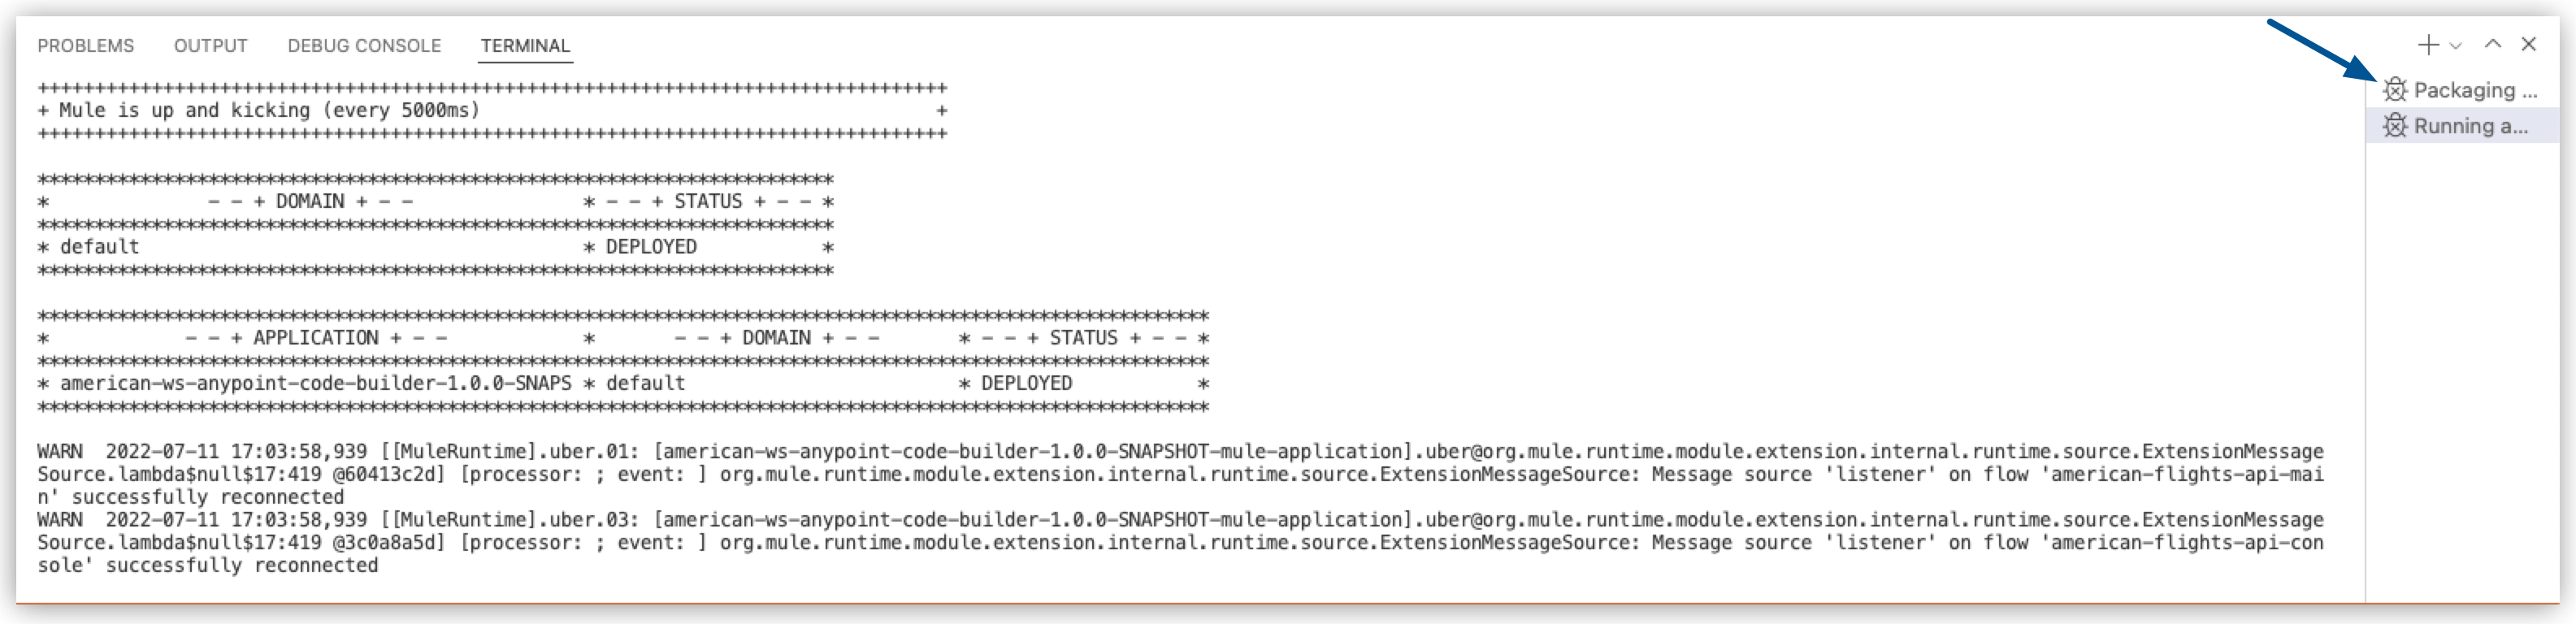 PROBLEMS OUTPUT DEBUG CONSOLE TERMINAL
++++++++++++++++++++++++++++++++++++++++++++++++++++++++++++++++++++++++++++++++
+ Mule is up and kicking (every 5000ms) +
++++++++++++++++++++++++++++++++++++++++++++++++++++++++++++++++++++++++++++++++
**********************************************************************
* - - + DOMAIN + - - * - - + STATUS + - - *
**********************************************************************
* default * DEPLOYED *
**********************************************************************
*******************************************************************************************************
* - - + APPLICATION + - - * - - + DOMAIN + - - * - - + STATUS + - - *
*******************************************************************************************************
* american-ws-anypoint-code-builder-1.0.0-SNAPS * default * DEPLOYED *
*******************************************************************************************************
WARN 2022-07-11 17:03:58,939 [[MuleRuntime].uber.01: [american-ws-anypoint-code-builder-1.0.0-SNAPSHOT-mule-application].uber@org.mule.runtime.module.extension.internal.runtime.source.ExtensionMessage
Source.lambda$null$17:419 @60413c2d] [processor: ; event: ] org.mule.runtime.module.extension.internal.runtime.source.ExtensionMessageSource: Message source 'listener' on flow 'american-flights-api-mai
n' successfully reconnected
WARN 2022-07-11 17:03:58,939 [[MuleRuntime].uber.03: [american-ws-anypoint-code-builder-1.0.0-SNAPSHOT-mule-application].uber@org.mule.runtime.module.extension.internal.runtime.source.ExtensionMessage
Source.lambda$null$17:419 @3c0a8a5d] [processor: ; event: ] org.mule.runtime.module.extension.internal.runtime.source.ExtensionMessageSource: Message source 'listener' on flow 'american-flights-api-con
sole' successfully reconnected
Packaging ...
Running a...